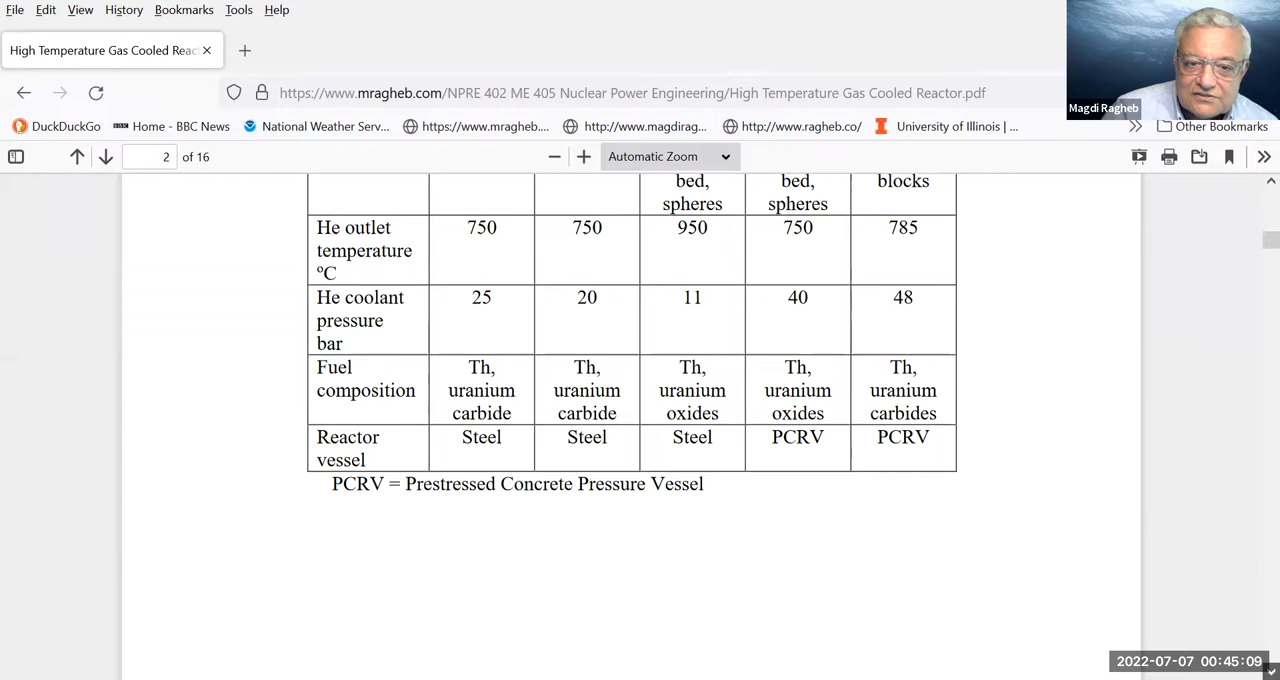 File Edit View History Bookmarks Tools Help
High Temperature Gas Cooled Reac
https://www.mragheb.com/NPRE 402 ME 405 Nuclear Power Engineering/High Temperature Gas Cooled Reactor.pdf
DuckDuckGo Home - BBC News National Weather Serv... https://www.mragheb.... http://www.magdirag... http://www.ragheb.co/ University of Illinois |... Other Bookmarks
Magdi Ragheb
2 of 16 Automatic Zoom
bed, bed, blocks
spheres spheres
He outlet 750 750 950 750 785
temperature
ºC
He coolant 25 20 11 40 48
pressure
bar
Fuel Th, Th, Th, Th, Th,
composition uranium uranium uranium uranium uranium
carbide carbide oxides oxides carbides
Reactor Steel Steel Steel PCRV PCRV
vessel
PCRV = Prestressed Concrete Pressure Vessel
2022-07-07 00:45:09